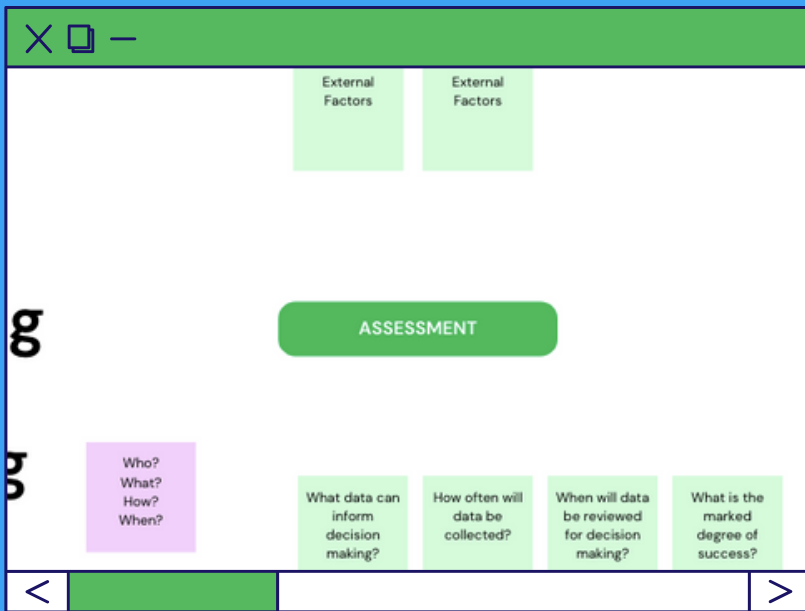 External
Factors
External
Factors
g
ASSESSMENT
g
Who?
What?
How?
When?
What data can
inform
decision
making?
How often will
data be
collected?
When will data
be reviewed
for decision
making?
What is the
marked
degree of
success?